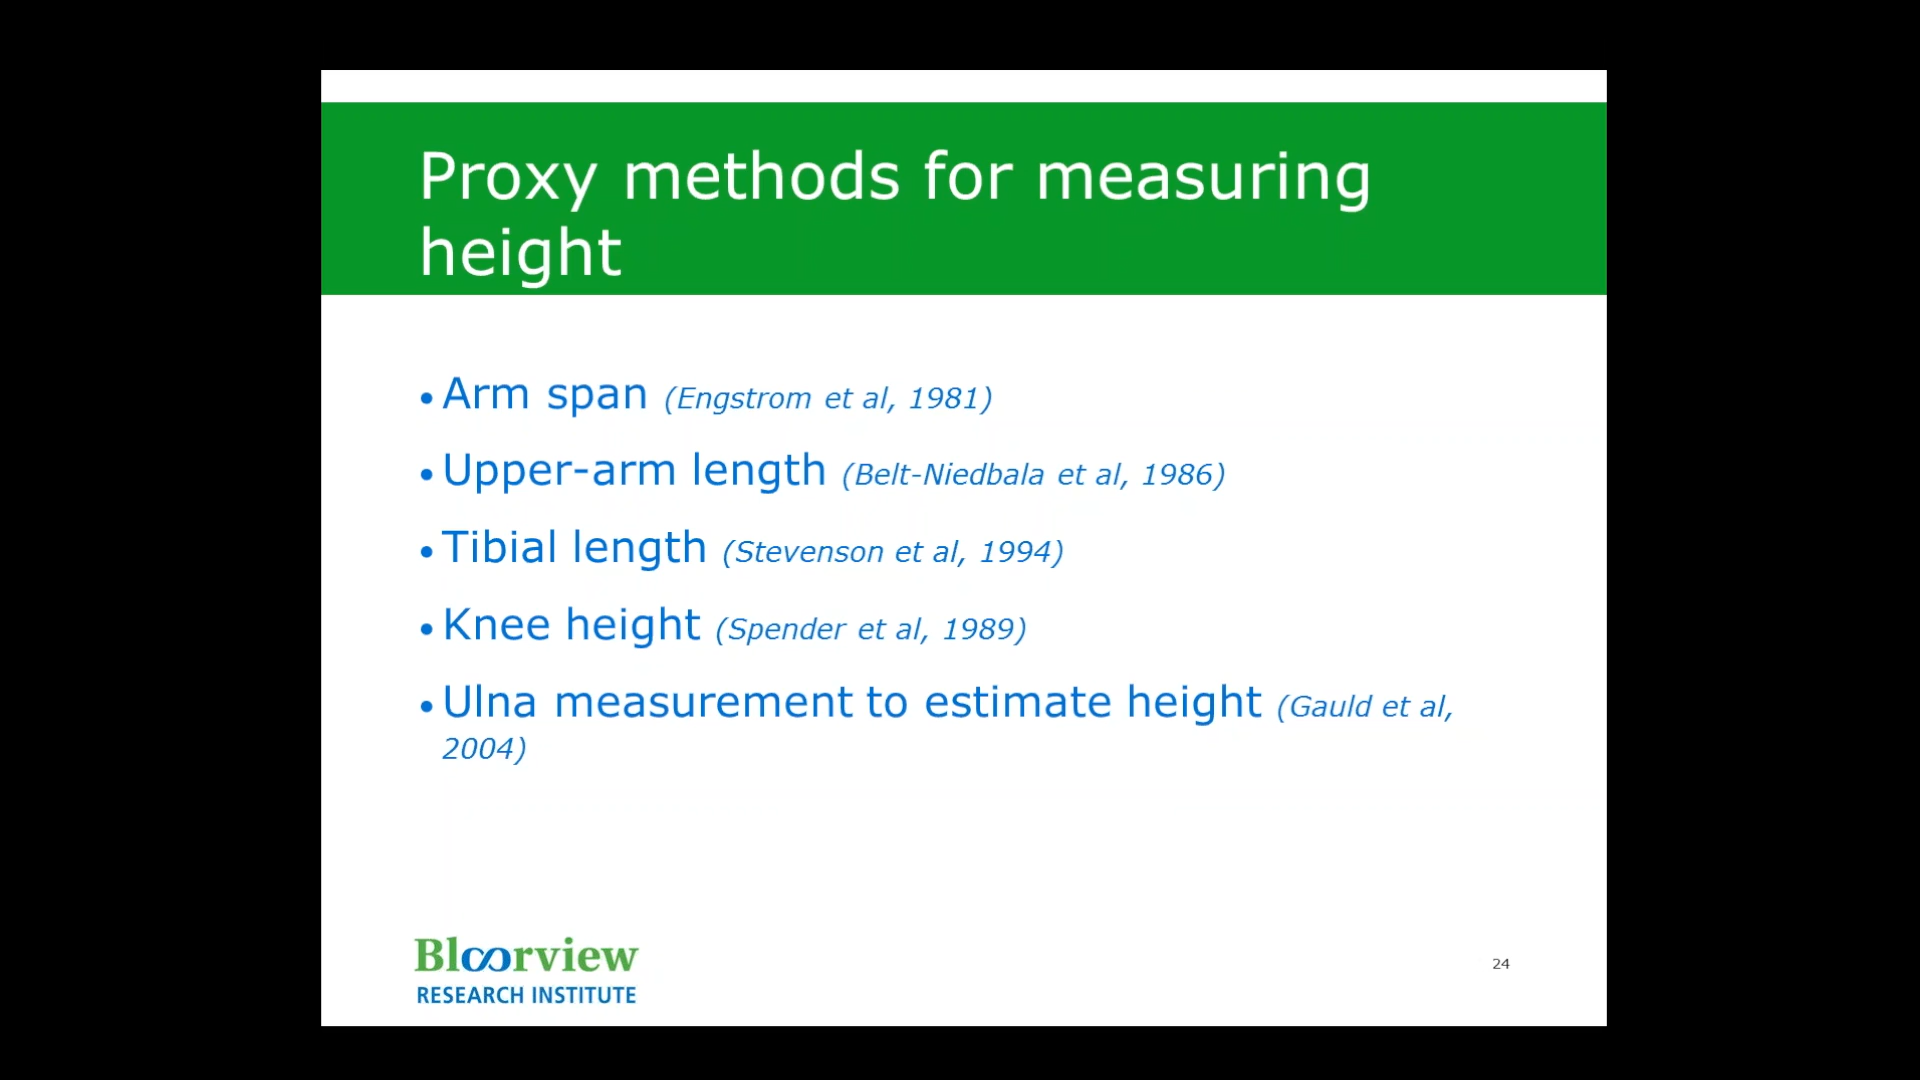 Proxy methods for measuring
height
• Arm span (Engstrom et al, 1981)
• Upper-arm length (Belt-Niedbala et al, 1986)
• Tibial length (Stevenson et al, 1994)
• Knee height (Spender et al, 1989)
• Ulna measurement to estimate height (Gauld et al,
2004)
Bloorview
RESEARCH INSTITUTE
24